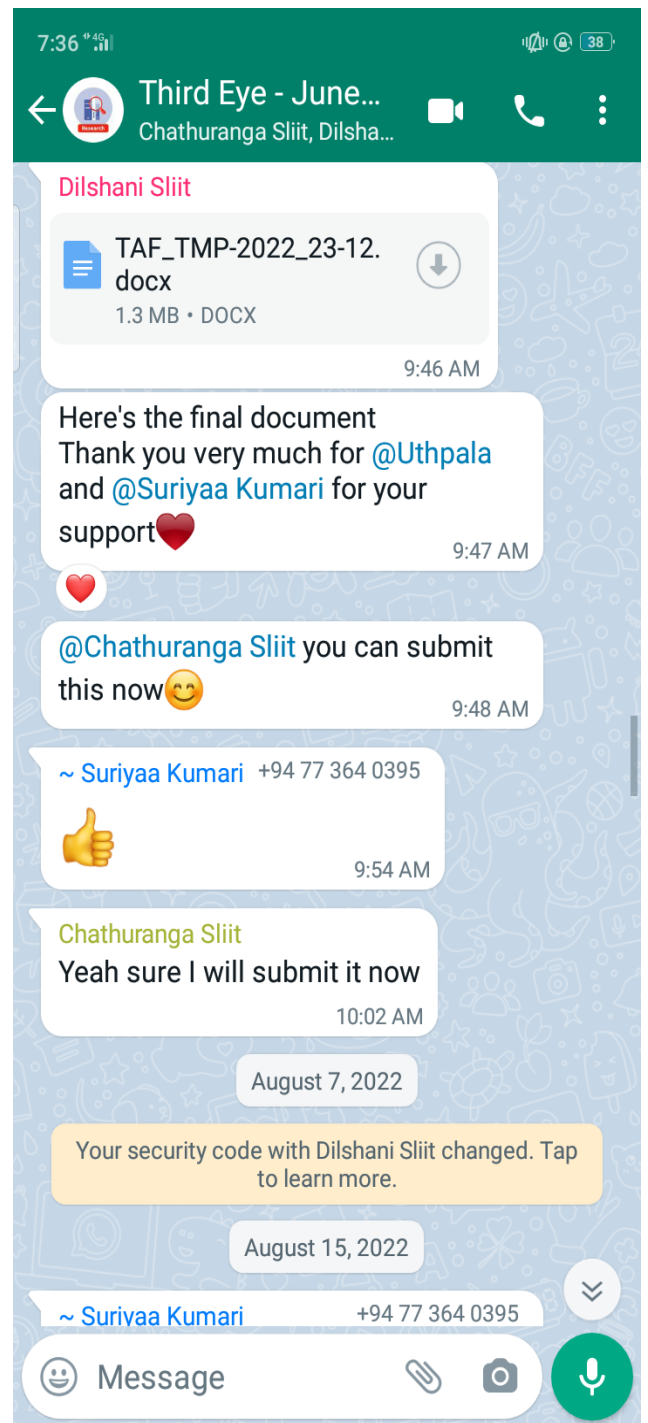 7:36 4G 38
Third Eye - June...
Chathuranga Sliit, Dilsha...
Research
Dilshani Sliit
TAF_TMP-2022_23-12.
docx
1.3 MB • DOCX
9:46 AM
Here's the final document
Thank you very much for @Uthpala
and @Suriyaa Kumari for your
support❤
9:47 AM
❤️
@Chathuranga Sliit you can submit
this now😊
9:48 AM
~ Suriyaa Kumari +94 77 364 0395
👍
9:54 AM
Chathuranga Sliit
Yeah sure I will submit it now
10:02 AM
August 7, 2022
Your security code with Dilshani Sliit changed. Tap
to learn more.
August 15, 2022
~ Suriyaa Kumari +94 77 364 0395
Message